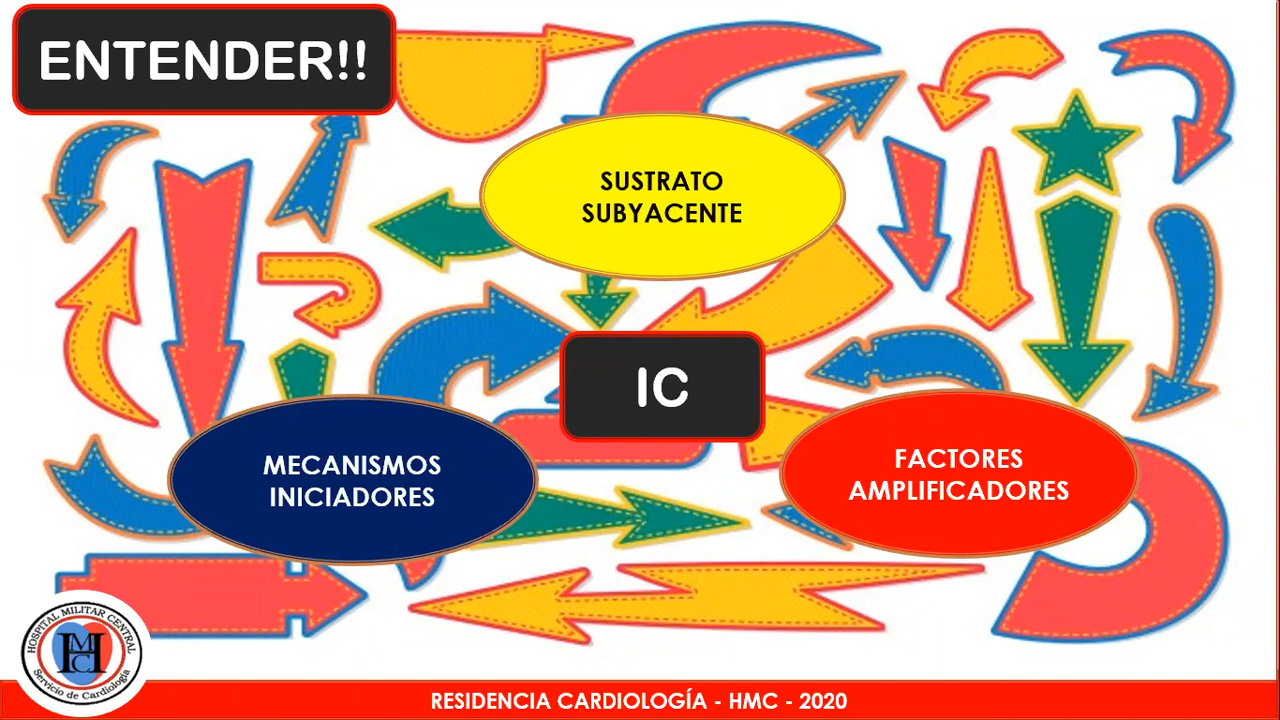 ENTENDER!!
SUSTRATO
SUBYACENTE
IC
MECANISMOS
INICIADORES
FACTORES
AMPLIFICADORES
HOSPITAL MILITAR CENTRAL
HMC
Servicio de Cardiología
RESIDENCIA CARDIOLOGÍA - HMC - 2020